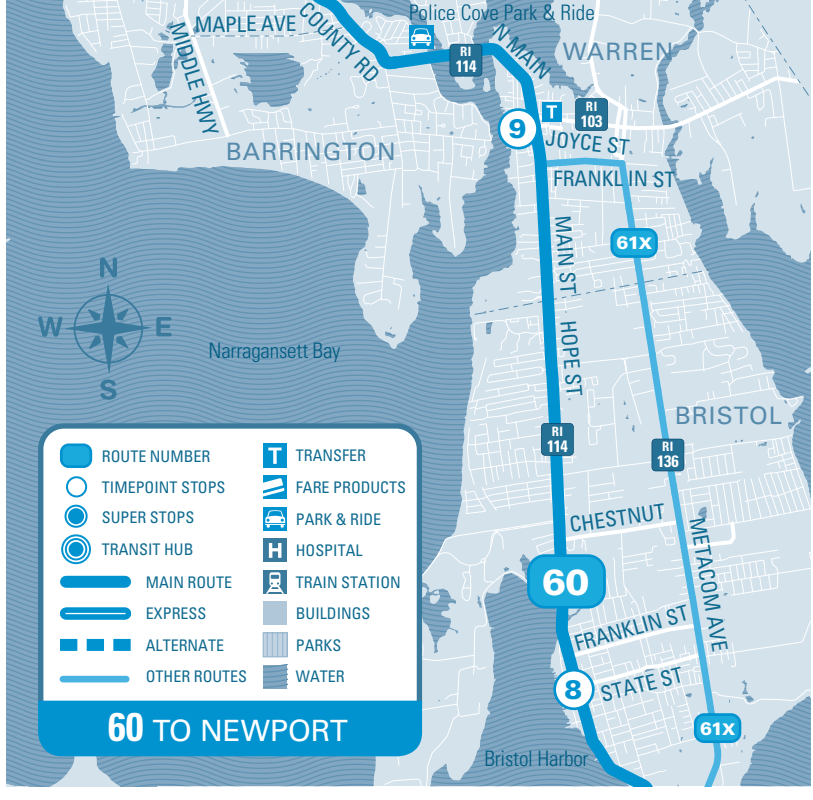 Police Cove Park & Ride
MAPLE AVE
COUNTY RD
N MAIN
MIDDLE HWY
RI
114
WARREN
T
RI
103
9
JOYCE ST
BARRINGTON
FRANKLIN ST
61X
MAIN ST
N
W
E
S
Narragansett Bay
HOPE ST
BRISTOL
RI
114
RI
136
ROUTE NUMBER
TIMEPOINT STOPS
SUPER STOPS
TRANSIT HUB
MAIN ROUTE
EXPRESS
ALTERNATE
OTHER ROUTES
T TRANSFER
FARE PRODUCTS
PARK & RIDE
H HOSPITAL
TRAIN STATION
BUILDINGS
PARKS
WATER
60 TO NEWPORT
CHESTNUT
METACOM AVE
60
FRANKLIN ST
STATE ST
8
61X
Bristol Harbor